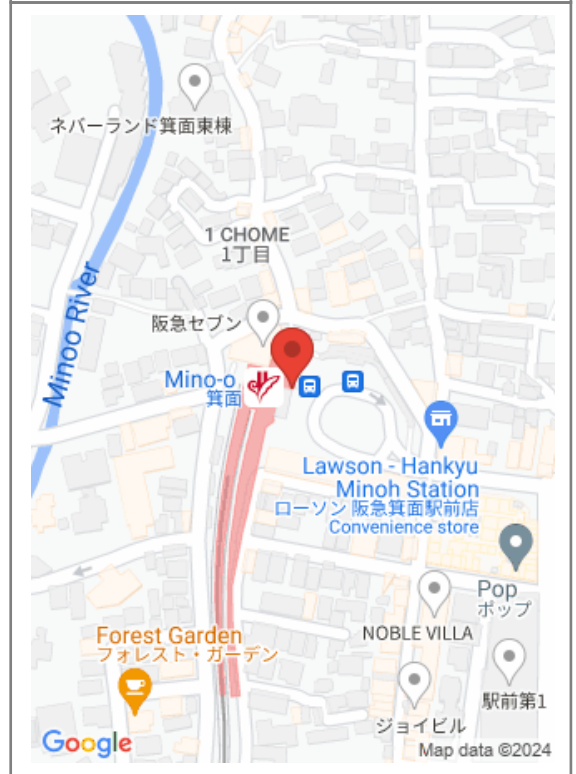 ネバーランド箕面東棟
1 CHOME
1丁目
Minoo River
阪急セブン
Mino-o
箕面
Lawson - Hankyu
Minoh Station
ローソン 阪急箕面駅前店
Convenience store
Pop
ポップ
NOBLE VILLA
Forest Garden
フォレスト・ガーデン
駅前第1
ジョイビル
Google
Map data ©2024